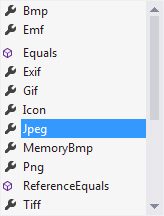 Bmp
Emf
Equals
Exif
Gif
Icon
Jpeg
MemoryBmp
Png
ReferenceEquals
Tiff